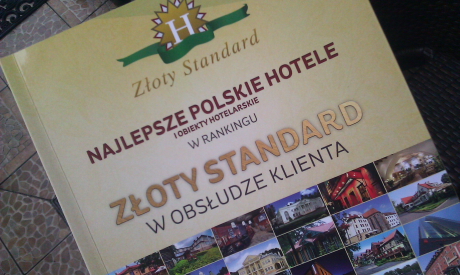 H
Złoty Standard
NAJLEPSZE POLSKIE HOTELE
I OBIEKTY HOTELARSKIE
W RANKINGU
ZŁOTY STANDARD
W OBSŁUDZE KLIENTA